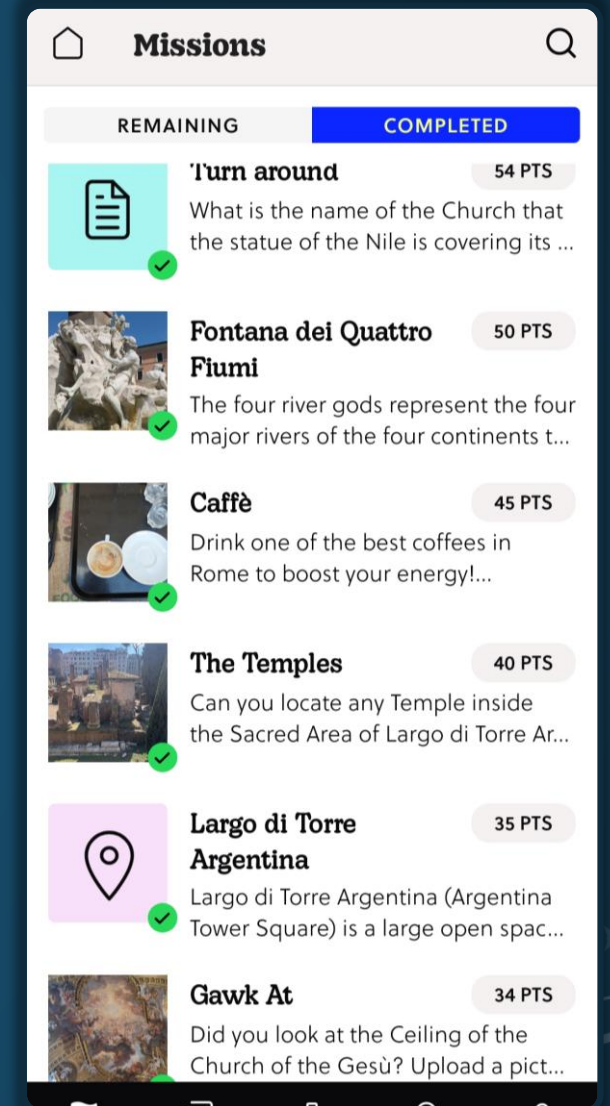 Missions
REMAINING
COMPLETED
Turn around
54 PTS
What is the name of the Church that
the statue of the Nile is covering its ...
Fontana dei Quattro
Fiumi
50 PTS
The four river gods represent the four
major rivers of the four continents t...
Caffè
45 PTS
Drink one of the best coffees in
Rome to boost your energy!...
The Temples
40 PTS
Can you locate any Temple inside
the Sacred Area of Largo di Torre Ar...
Largo di Torre
Argentina
35 PTS
Largo di Torre Argentina (Argentina
Tower Square) is a large open spac...
Gawk At
34 PTS
Did you look at the Ceiling of the
Church of the Gesù? Upload a pict...